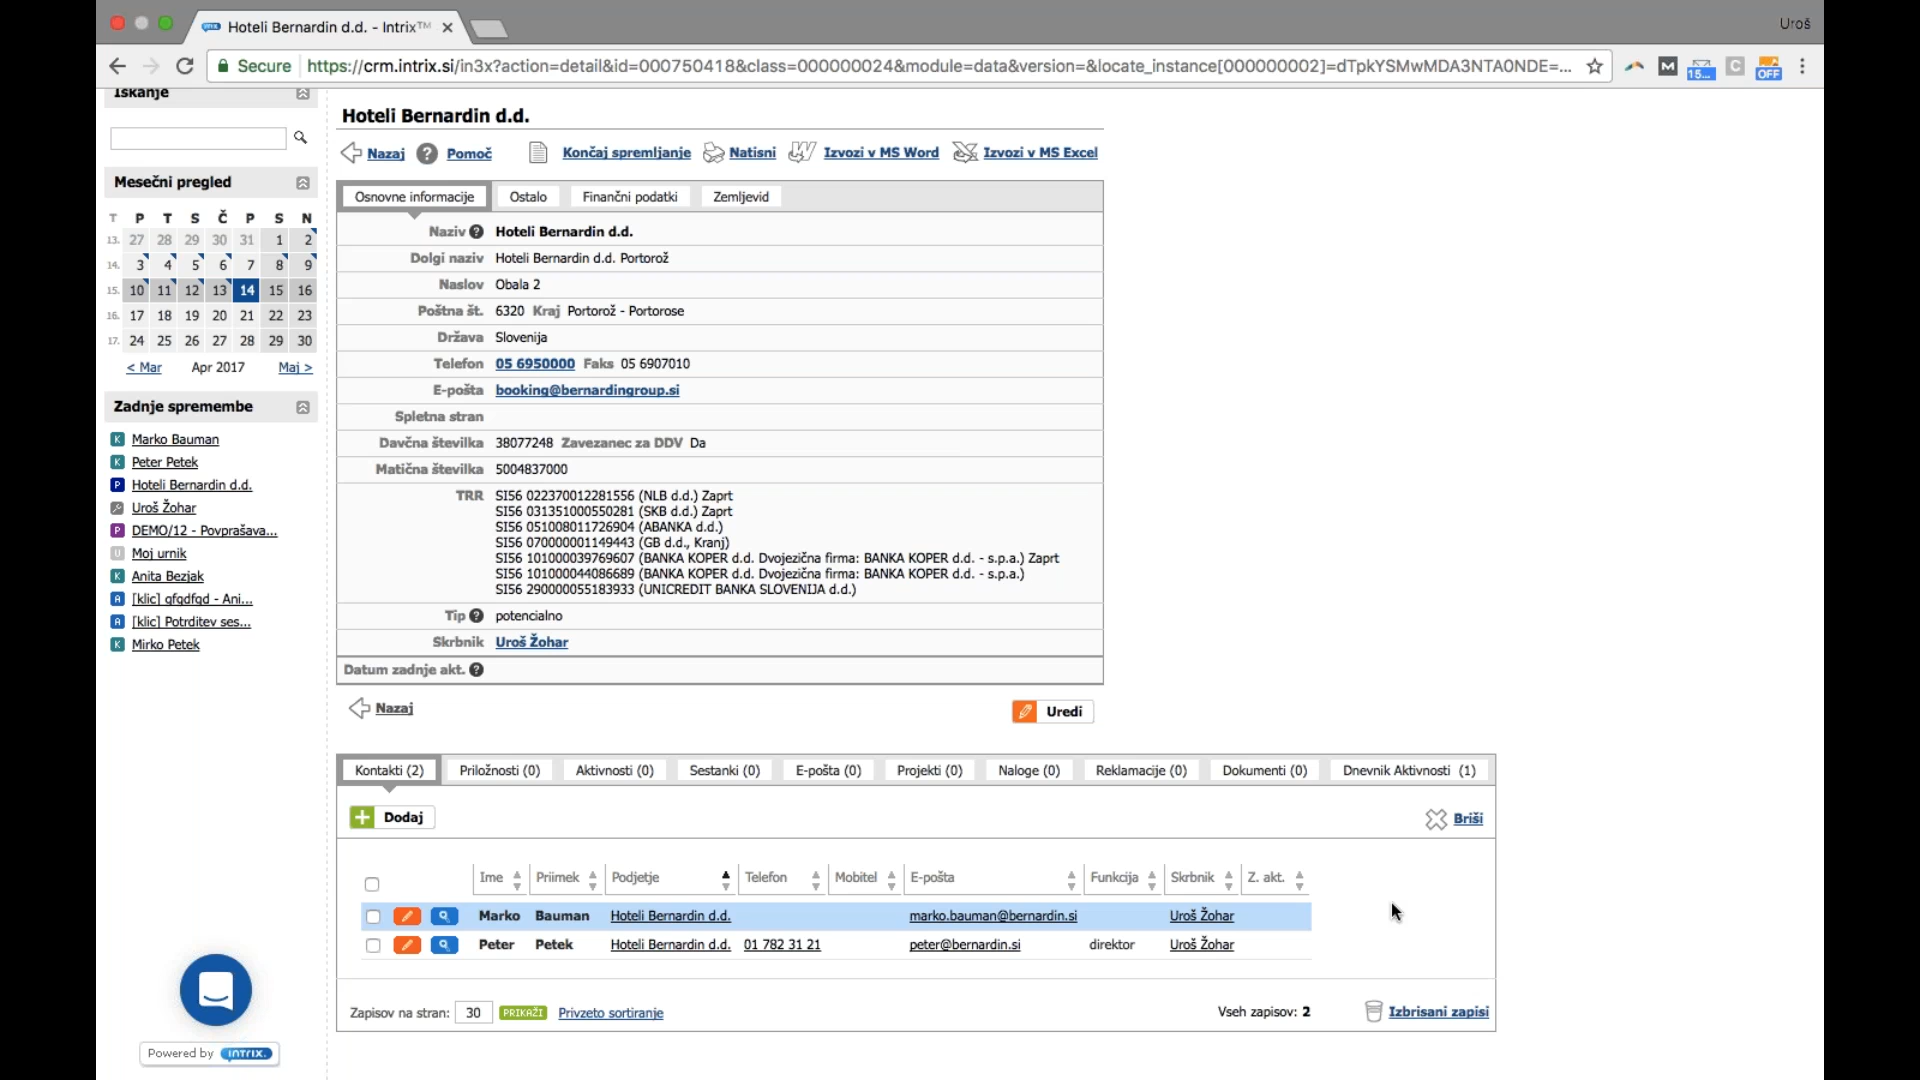 Hoteli Bernardin d.d. - Intrix™
Uroš
Secure https://crm.intrix.si/in3x?action=detail&id=000750418&class=000000024&module=data&version=&locate_instance[000000002]=dTpkYSMwMDA3NTA0NDE=...
M
15...
C
OFF
Iskanje
Mesečni pregled
T P T S Č P S N
13. 27 28 29 30 31 1 2
14. 3 4 5 6 7 8 9
15. 10 11 12 13 14 15 16
16. 17 18 19 20 21 22 23
17. 24 25 26 27 28 29 30
< Mar Apr 2017 Maj >
Zadnje spremembe
K Marko Bauman
K Peter Petek
P Hoteli Bernardin d.d.
Uroš Žohar
P DEMO/12 - Povprašava...
U Moj urnik
K Anita Bezjak
A [klic] gfgdfgd - Ani...
A [klic] Potrditev ses...
K Mirko Petek
Powered by intrix.
Hoteli Bernardin d.d.
Nazaj ? Pomoč Končaj spremljanje Natisni Izvozi v MS Word Izvozi v MS Excel
Osnovne informacije Ostalo Finančni podatki Zemljevid
Naziv ? Hoteli Bernardin d.d.
Dolgi naziv Hoteli Bernardin d.d. Portorož
Naslov Obala 2
Poštna št. 6320 Kraj Portorož - Portorose
Država Slovenija
Telefon 05 6950000 Faks 05 6907010
E-pošta booking@bernardingroup.si
Spletna stran
Davčna številka 38077248 Zavezanec za DDV Da
Matična številka 5004837000
TRR SI56 022370012281556 (NLB d.d.) Zaprt
SI56 031351000550281 (SKB d.d.) Zaprt
SI56 051008011726904 (ABANKA d.d.)
SI56 070000001149443 (GB d.d., Kranj)
SI56 101000039769607 (BANKA KOPER d.d. Dvojezična firma: BANKA KOPER d.d. - s.p.a.) Zaprt
SI56 101000044086689 (BANKA KOPER d.d. Dvojezična firma: BANKA KOPER d.d. - s.p.a.)
SI56 290000055183933 (UNICREDIT BANKA SLOVENIJA d.d.)
Tip ? potencialno
Skrbnik Uroš Žohar
Datum zadnje akt. ?
Nazaj Uredi
Kontakti (2) Priložnosti (0) Aktivnosti (0) Sestanki (0) E-pošta (0) Projekti (0) Naloge (0) Reklamacije (0) Dokumenti (0) Dnevnik Aktivnosti (1)
Dodaj Briši
Ime Priimek Podjetje Telefon Mobitel E-pošta Funkcija Skrbnik Z. akt.
Marko Bauman Hoteli Bernardin d.d. marko.bauman@bernardin.si Uroš Žohar
Peter Petek Hoteli Bernardin d.d. 01 782 31 21 peter@bernardin.si direktor Uroš Žohar
Zapisov na stran: 30 PRIKAŽI Privzeto sortiranje Vseh zapisov: 2 Izbrisani zapisi